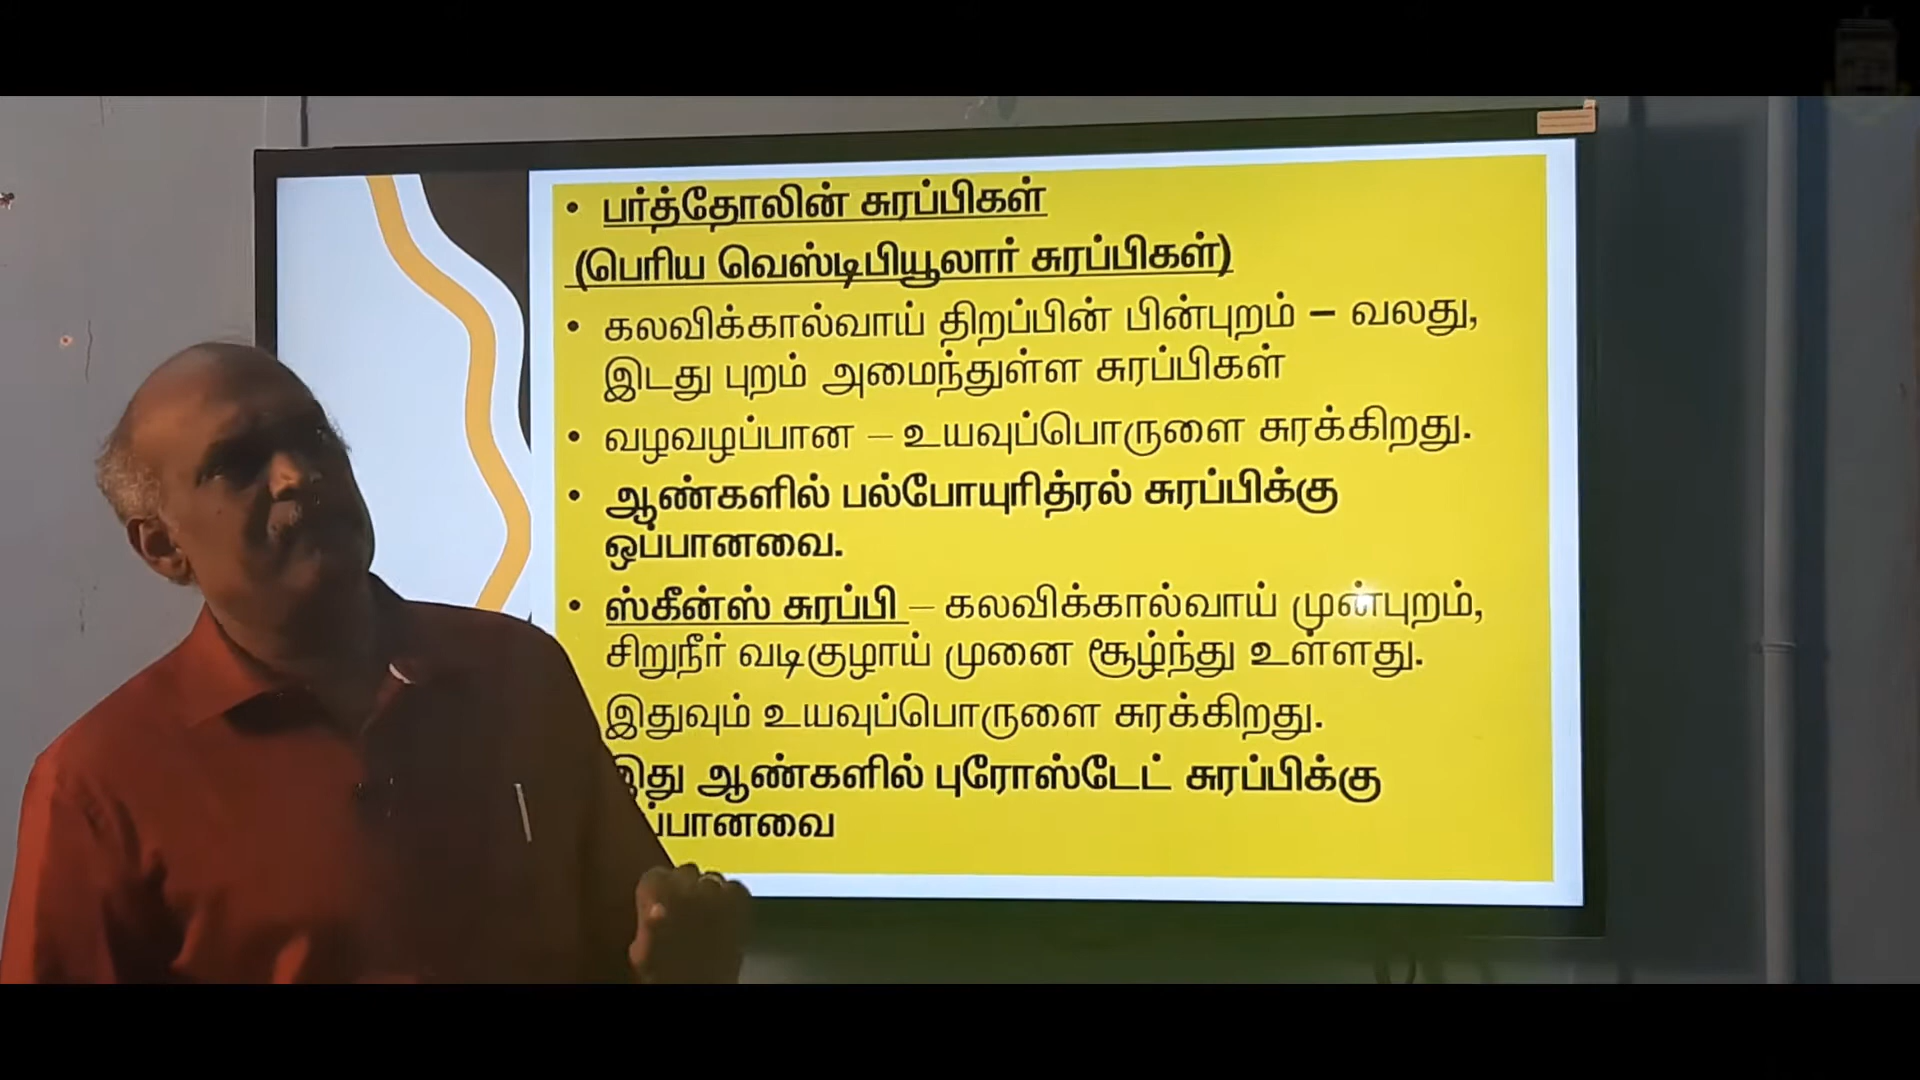 • பர்த்தோலின் சுரப்பிகள்
(பெரிய வெஸ்டிபியூலார் சுரப்பிகள்)
• கலவிக்கால்வாய் திறப்பின் பின்புறம் – வலது,
இடது புறம் அமைந்துள்ள சுரப்பிகள்
• வழவழப்பான – உயவுப்பொருளை சுரக்கிறது.
• ஆண்களில் பல்போயுரித்ரல் சுரப்பிக்கு
ஒப்பானவை.
• ஸ்கீன்ஸ் சுரப்பி – கலவிக்கால்வாய் முன்புறம்,
சிறுநீர் வடிகுழாய் முனை சூழ்ந்து உள்ளது.
இதுவும் உயவுப்பொருளை சுரக்கிறது.
இது ஆண்களில் புரோஸ்டேட் சுரப்பிக்கு